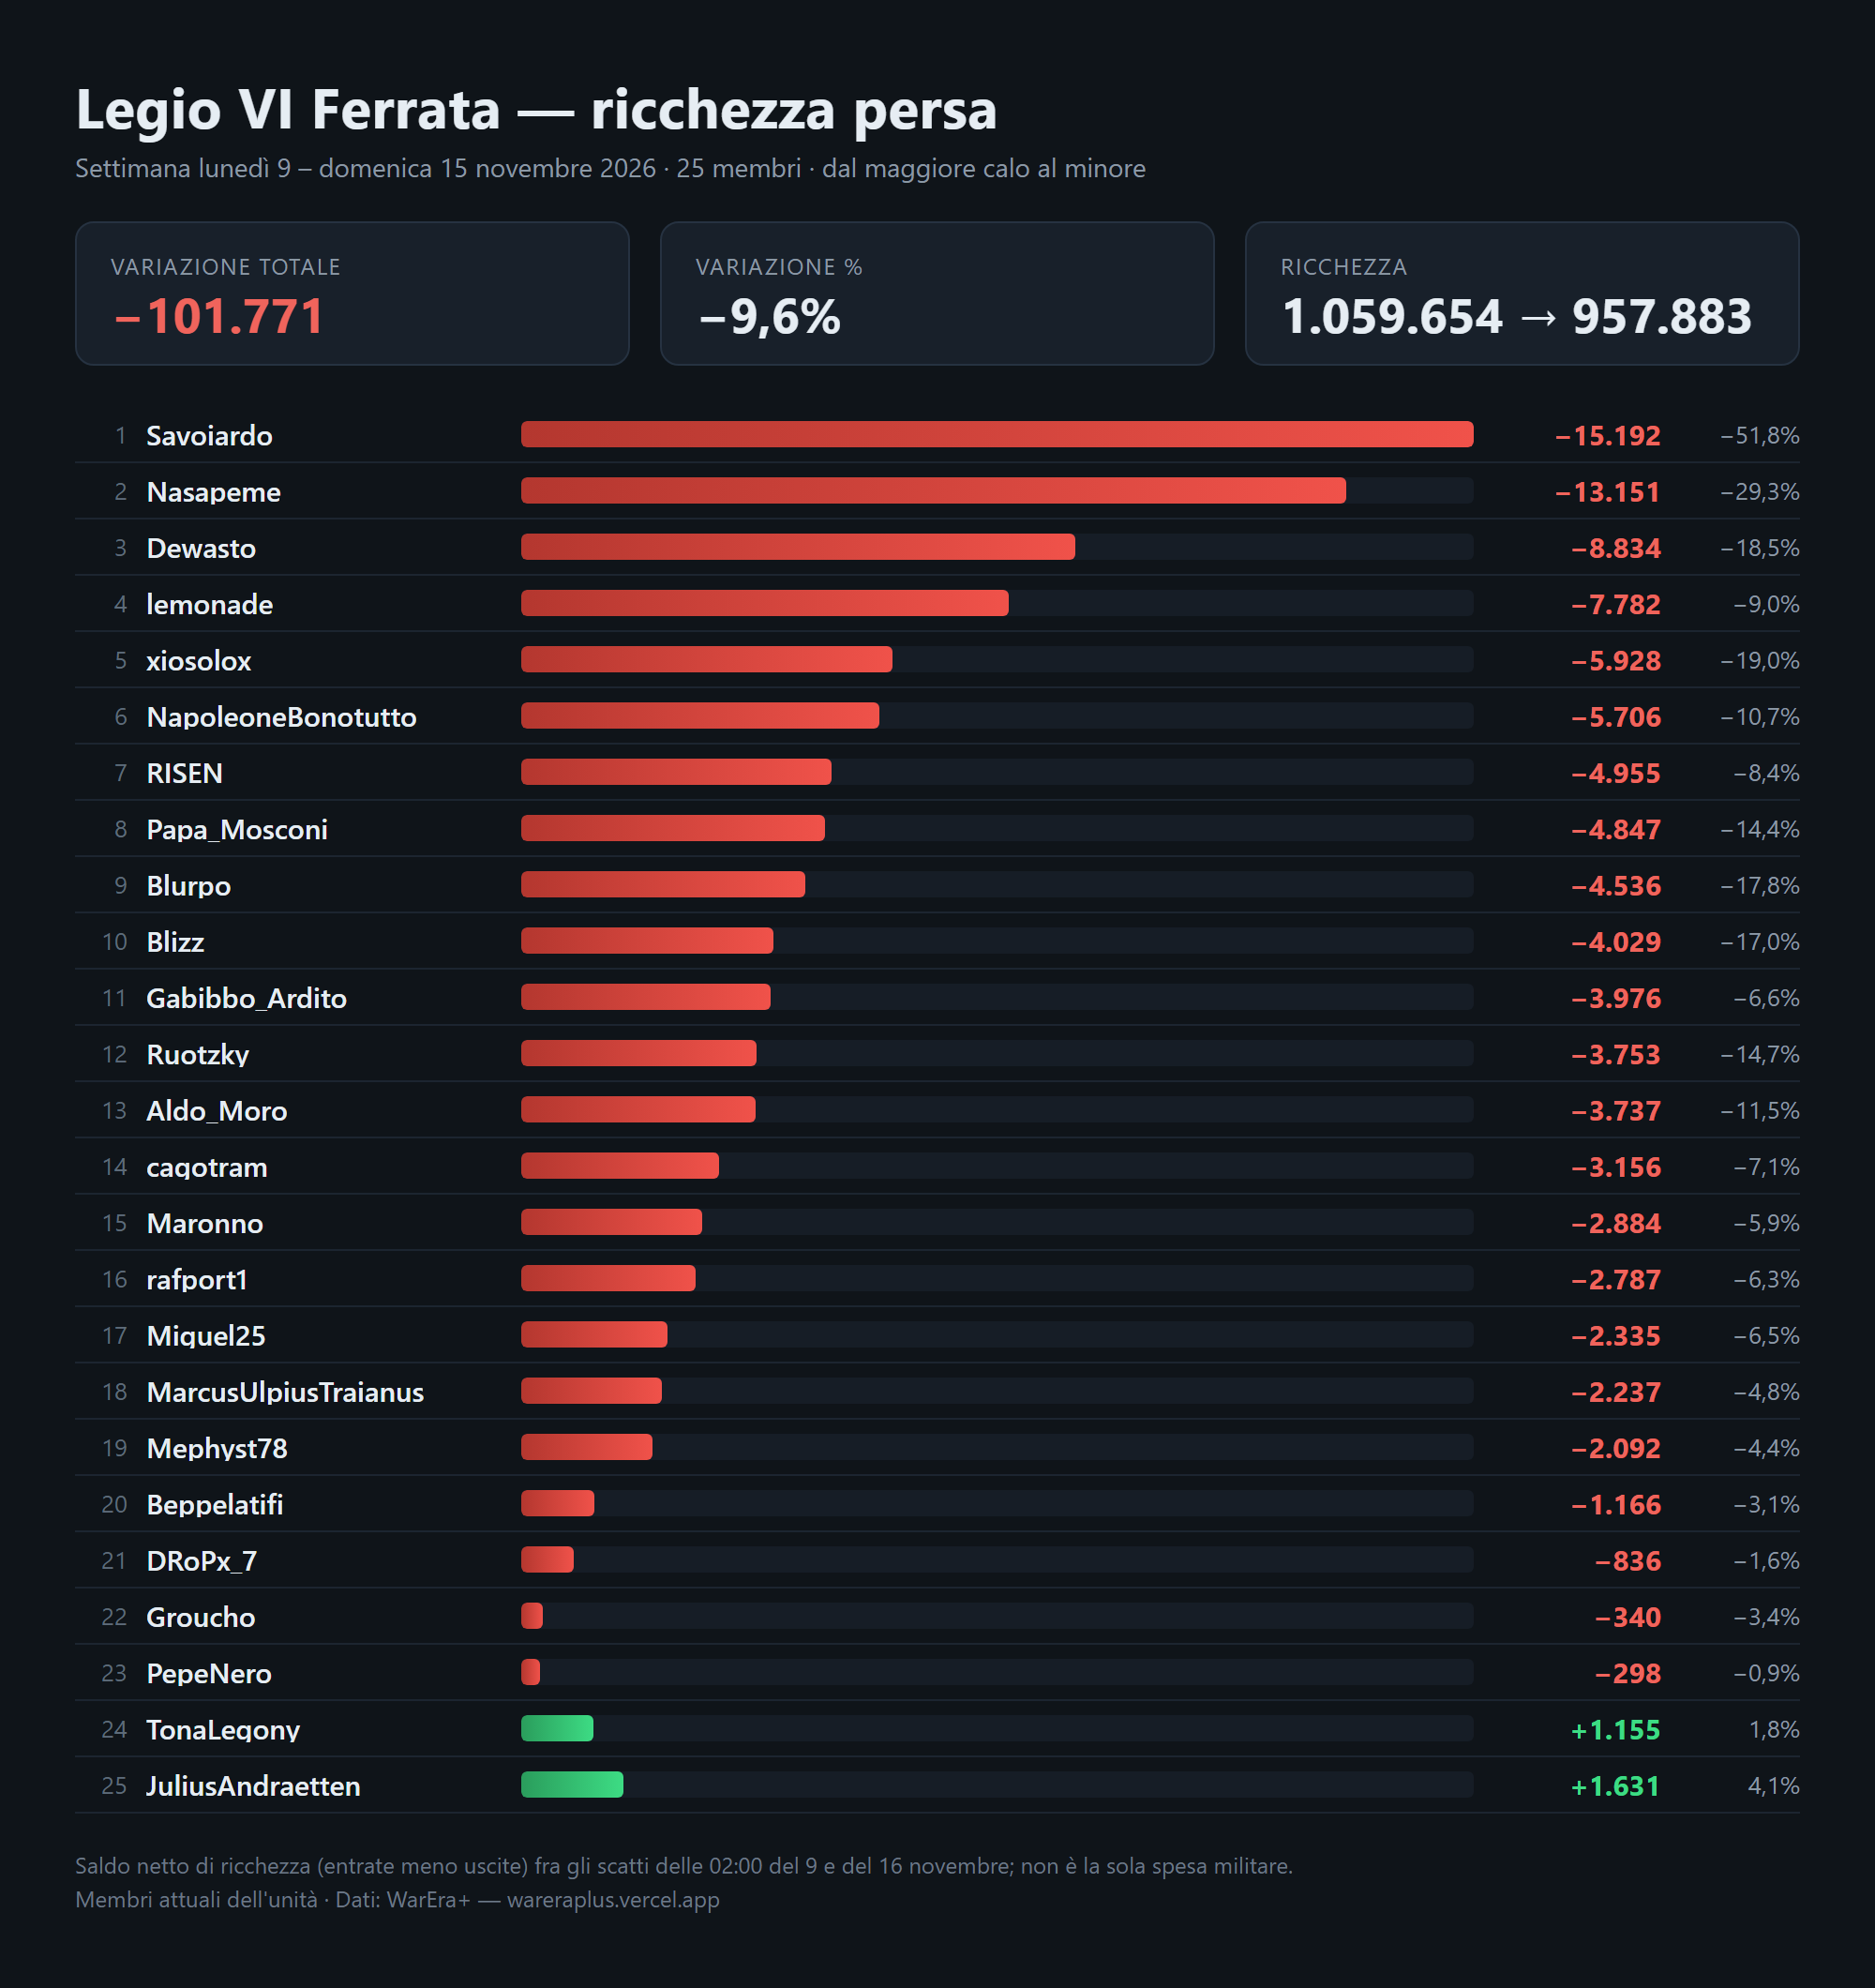 Legio VI Ferrata — ricchezza persa
Settimana lunedì 9 – domenica 15 novembre 2026 · 25 membri · dal maggiore calo al minore
VARIAZIONE TOTALE
−101.771
VARIAZIONE %
−9,6%
RICCHEZZA
1.059.654 → 957.883
1 Savoiardo −15.192 −51,8%
2 Nasapeme −13.151 −29,3%
3 Dewasto −8.834 −18,5%
4 lemonade −7.782 −9,0%
5 xiosolox −5.928 −19,0%
6 NapoleoneBonotutto −5.706 −10,7%
7 RISEN −4.955 −8,4%
8 Papa_Mosconi −4.847 −14,4%
9 Blurpo −4.536 −17,8%
10 Blizz −4.029 −17,0%
11 Gabibbo_Ardito −3.976 −6,6%
12 Ruotzky −3.753 −14,7%
13 Aldo_Moro −3.737 −11,5%
14 cagotram −3.156 −7,1%
15 Maronno −2.884 −5,9%
16 rafport1 −2.787 −6,3%
17 Miguel25 −2.335 −6,5%
18 MarcusUlpiusTraianus −2.237 −4,8%
19 Mephyst78 −2.092 −4,4%
20 Beppelatifi −1.166 −3,1%
21 DRoPx_7 −836 −1,6%
22 Groucho −340 −3,4%
23 PepeNero −298 −0,9%
24 TonaLegony +1.155 1,8%
25 JuliusAndraetten +1.631 4,1%
Saldo netto di ricchezza (entrate meno uscite) fra gli scatti delle 02:00 del 9 e del 16 novembre; non è la sola spesa militare.
Membri attuali dell'unità · Dati: WarEra+ — wareraplus.vercel.app